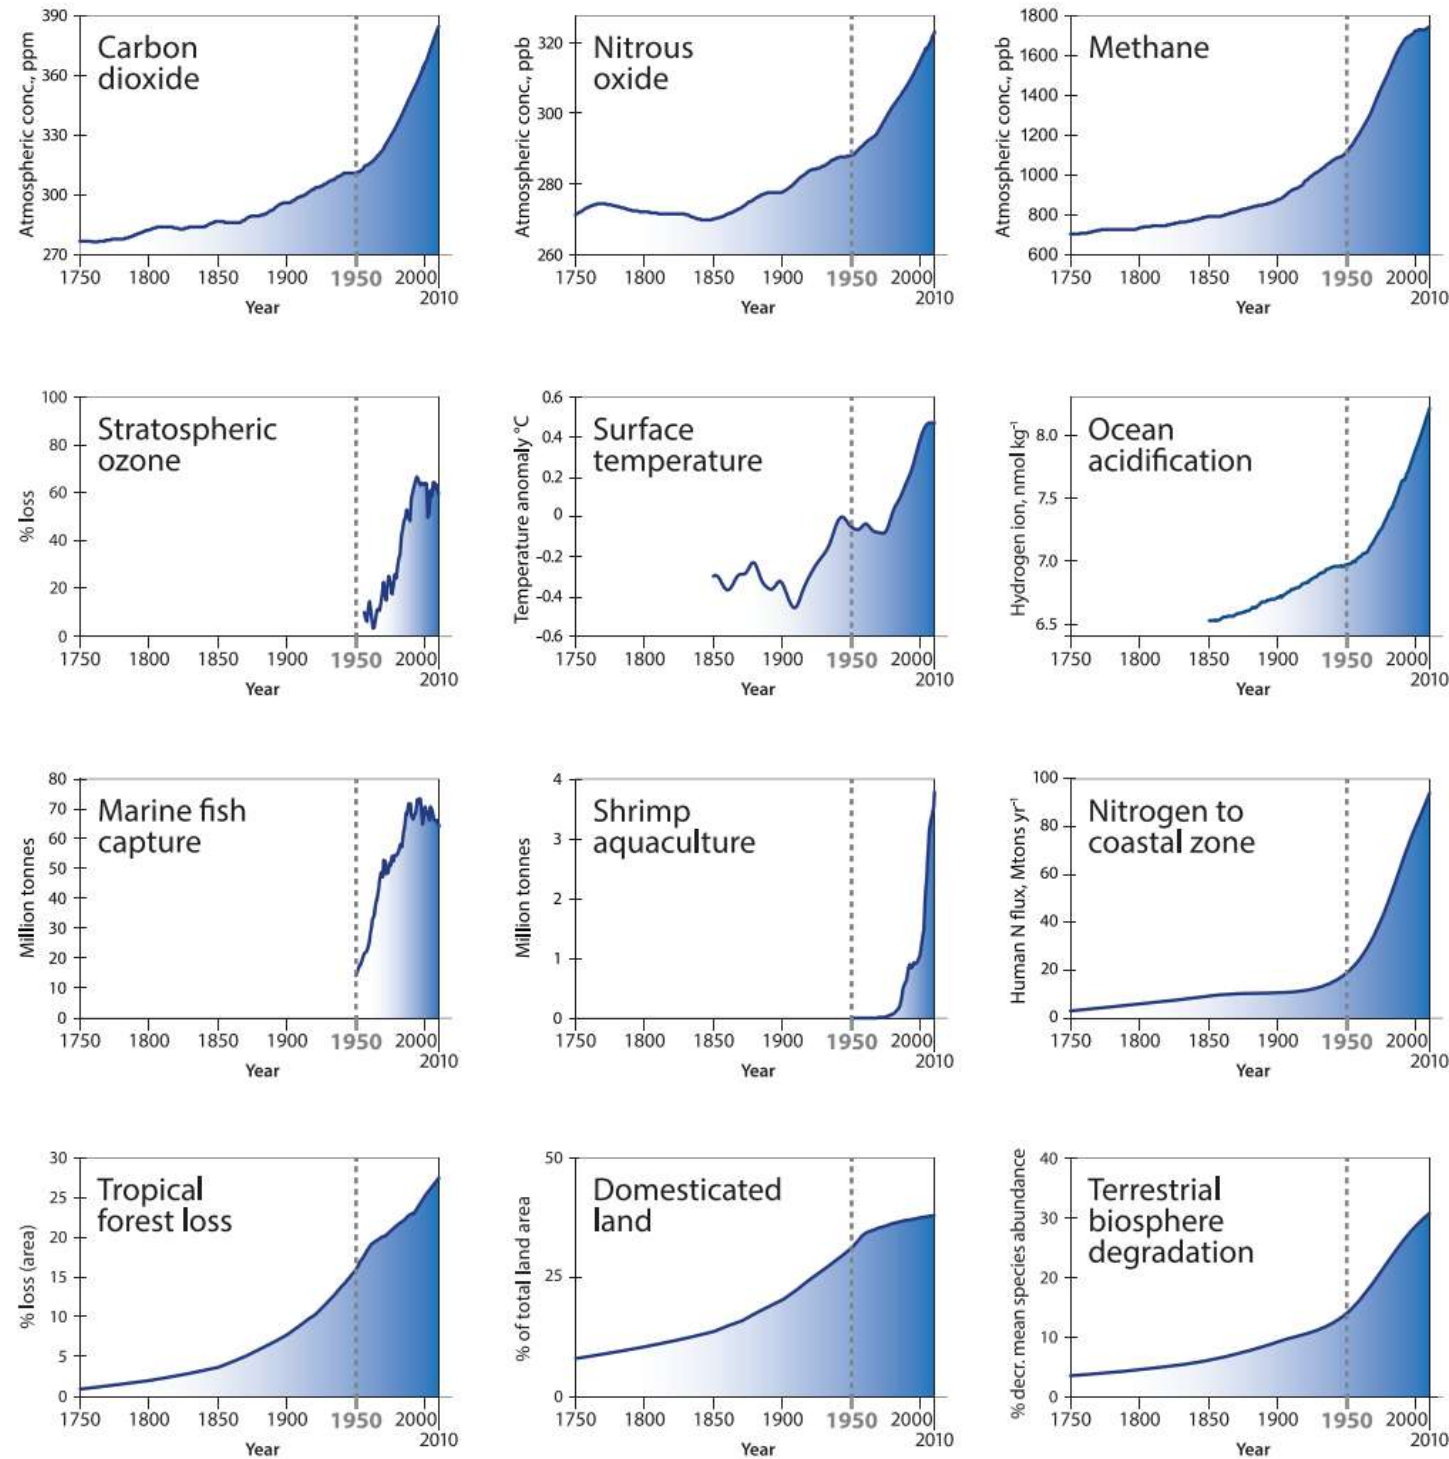 Carbon
dioxide
Atmospheric conc., ppm
390
360
330
300
270
1750 1800 1850 1900 1950 2000
2010
Year
Nitrous
oxide
Atmospheric conc., ppb
320
300
280
260
1750 1800 1850 1900 1950 2000
2010
Year
Methane
Atmospheric conc., ppb
1800
1600
1400
1200
1000
800
600
1750 1800 1850 1900 1950 2000
2010
Year
Stratospheric
ozone
% loss
100
80
60
40
20
0
1750 1800 1850 1900 1950 2000
2010
Year
Surface
temperature
Temperature anomaly °C
0.6
0.4
0.2
0
-0.2
-0.4
-0.6
1750 1800 1850 1900 1950 2000
2010
Year
Ocean
acidification
Hydrogen ion, nmol kg⁻¹
8.0
7.5
7.0
6.5
1750 1800 1850 1900 1950 2000
2010
Year
Marine fish
capture
Million tonnes
80
70
60
50
40
30
20
10
0
1750 1800 1850 1900 1950 2000
2010
Year
Shrimp
aquaculture
Million tonnes
4
3
2
1
0
1750 1800 1850 1900 1950 2000
2010
Year
Nitrogen to
coastal zone
Human N flux, Mtons yr⁻¹
100
80
60
40
20
0
1750 1800 1850 1900 1950 2000
2010
Year
Tropical
forest loss
% loss (area)
30
25
20
15
10
5
0
1750 1800 1850 1900 1950 2000
2010
Year
Domesticated
land
% of total land area
50
25
0
1750 1800 1850 1900 1950 2000
2010
Year
Terrestrial
biosphere
degradation
% decr. mean species abundance
40
30
20
10
0
1750 1800 1850 1900 1950 2000
2010
Year